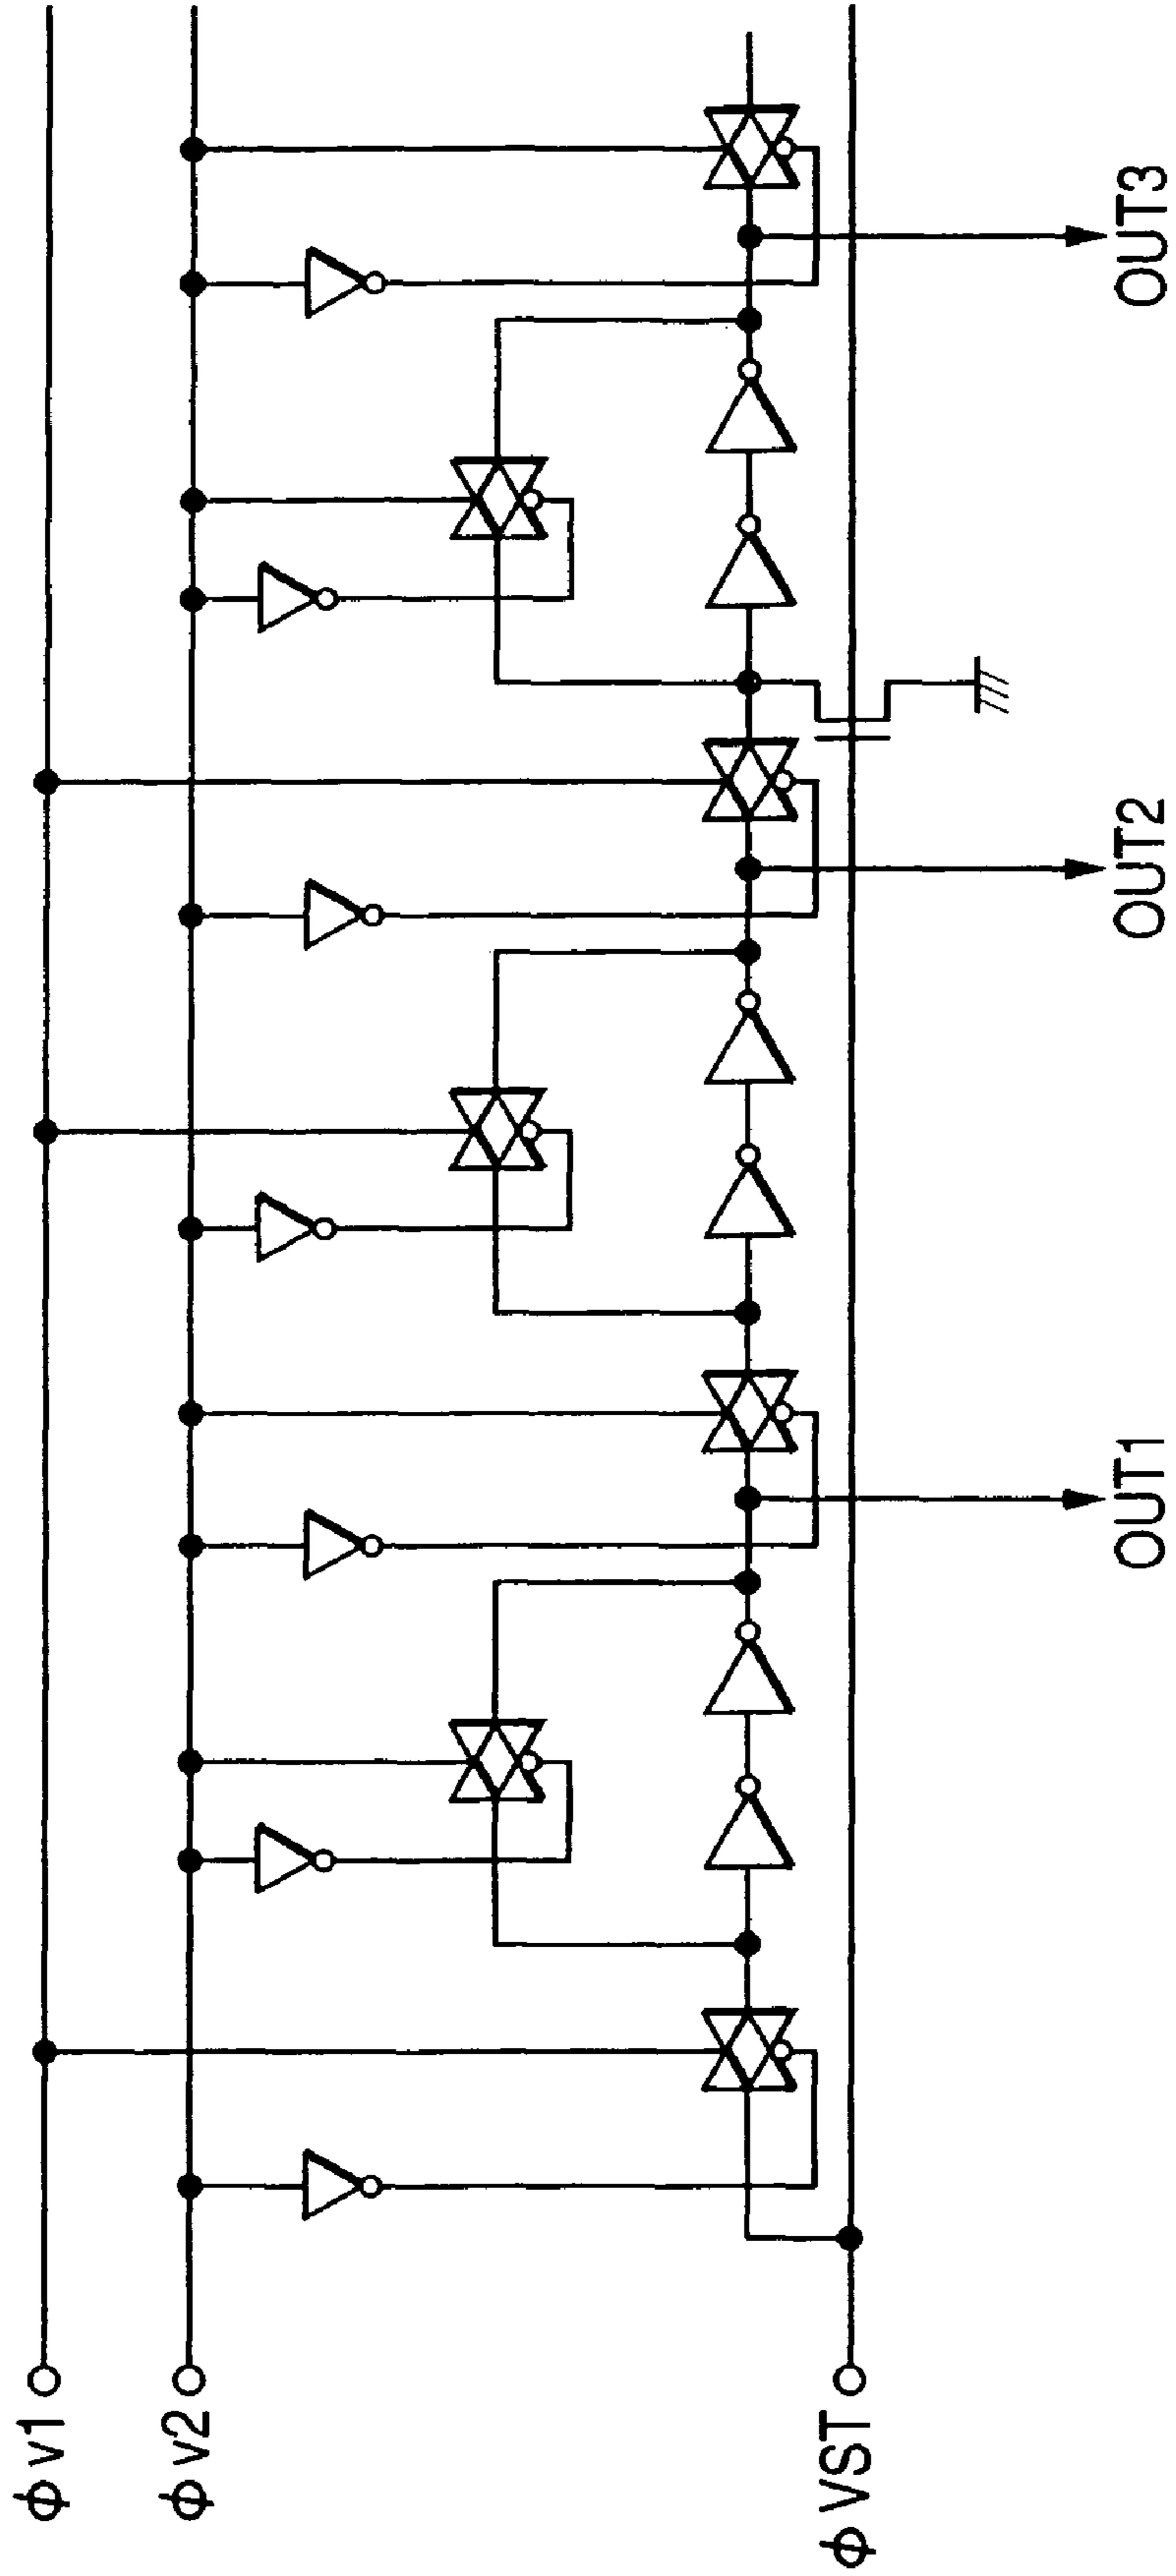 φ v1
φ v2
φ VST
OUT1
OUT2
OUT3